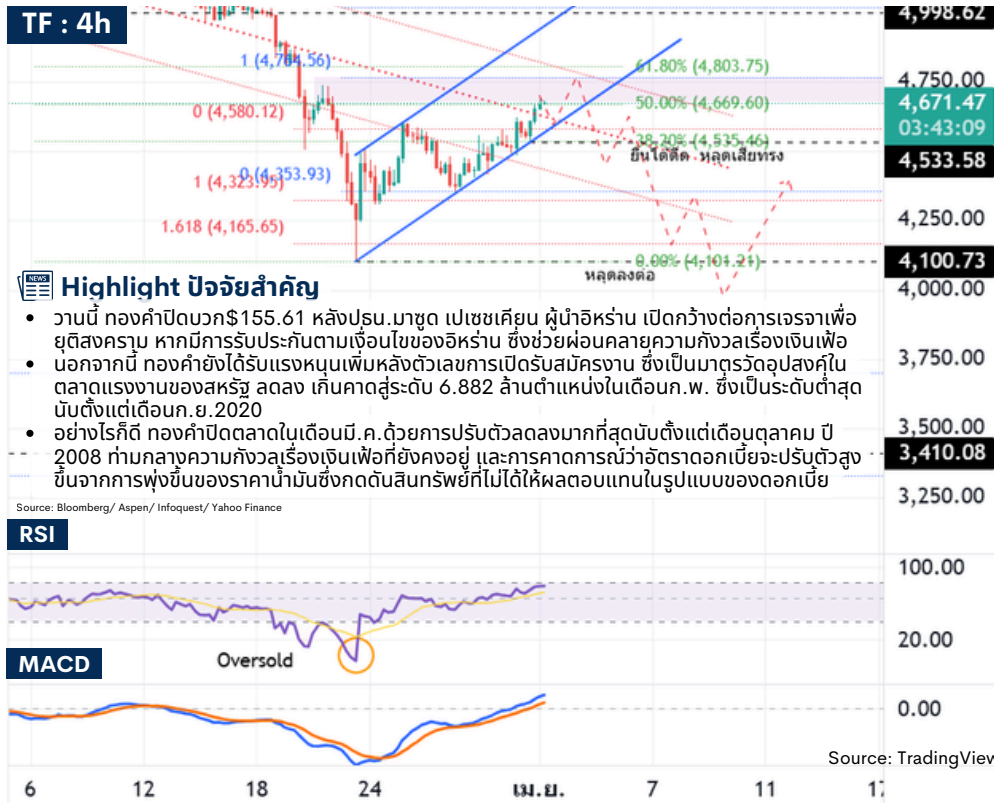 TF : 4h
4,998.62
1 (4,764.56)
61.80% (4,803.75)
4,750.00
0 (4,580.12)
50.00% (4,669.60)
4,671.47
03:43:09
38.20% (4,535.46)
ยืนได้ดีด หลุดเสียทรง
4,533.58
0 (4,353.93)
1 (4,323.95)
1.618 (4,165.65)
4,250.00
0.00% (4,101.21)
4,100.73
หลุดลงต่อ
4,000.00
NEWS
Highlight ปัจจัยสำคัญ
• วานนี้ ทองคำปิดบวก$155.61 หลังปธน.มาซูด เปเซชเคียน ผู้นำอิหร่าน เปิดกว้างต่อการเจรจาเพื่อ
ยุติสงคราม หากมีการรับประกันตามเงื่อนไขของอิหร่าน ซึ่งช่วยผ่อนคลายความกังวลเรื่องเงินเฟ้อ
• นอกจากนี้ ทองคำยังได้รับแรงหนุนเพิ่มหลังตัวเลขการเปิดรับสมัครงาน ซึ่งเป็นมาตรวัดอุปสงค์ใน
ตลาดแรงงานของสหรัฐ ลดลง เกินคาดสู่ระดับ 6.882 ล้านตำแหน่งในเดือนก.พ. ซึ่งเป็นระดับต่ำสุด
นับตั้งแต่เดือนก.ย.2020
• อย่างไรก็ดี ทองคำปิดตลาดในเดือนมี.ค.ด้วยการปรับตัวลดลงมากที่สุดนับตั้งแต่เดือนตุลาคม ปี
2008 ท่ามกลางความกังวลเรื่องเงินเฟ้อที่ยังคงอยู่ และการคาดการณ์ว่าอัตราดอกเบี้ยจะปรับตัวสูง
ขึ้นจากการพุ่งขึ้นของราคาน้ำมันซึ่งกดดันสินทรัพย์ที่ไม่ได้ให้ผลตอบแทนในรูปแบบของดอกเบี้ย
3,750.00
3,500.00
3,410.08
3,250.00
Source: Bloomberg/ Aspen/ Infoquest/ Yahoo Finance
RSI
100.00
20.00
Oversold
MACD
0.00
Source: TradingView
6 12 18 24 เม.ย. 7 11 17